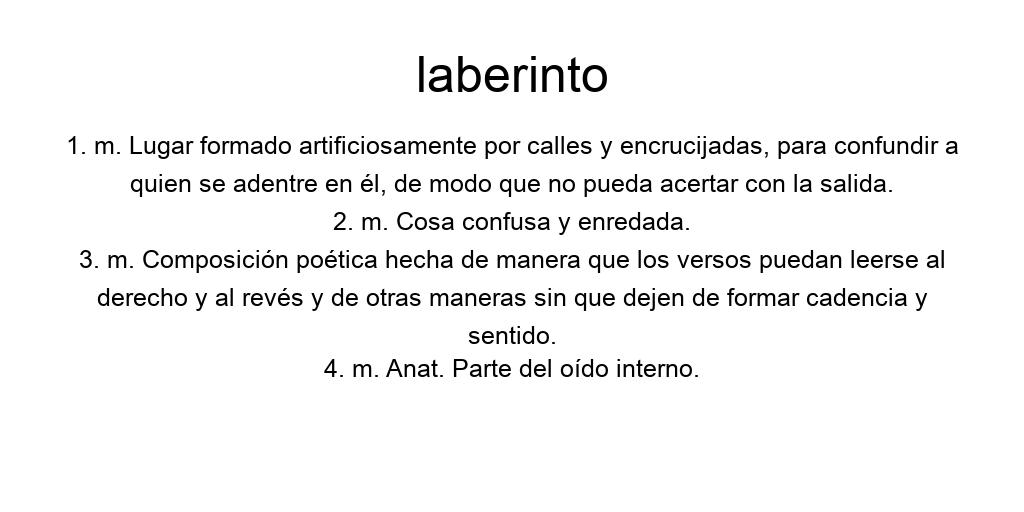 laberinto
1. m. Lugar formado artificiosamente por calles y encrucijadas, para confundir a
quien se adentre en él, de modo que no pueda acertar con la salida.
2. m. Cosa confusa y enredada.
3. m. Composición poética hecha de manera que los versos puedan leerse al
derecho y al revés y de otras maneras sin que dejen de formar cadencia y
sentido.
4. m. Anat. Parte del oído interno.